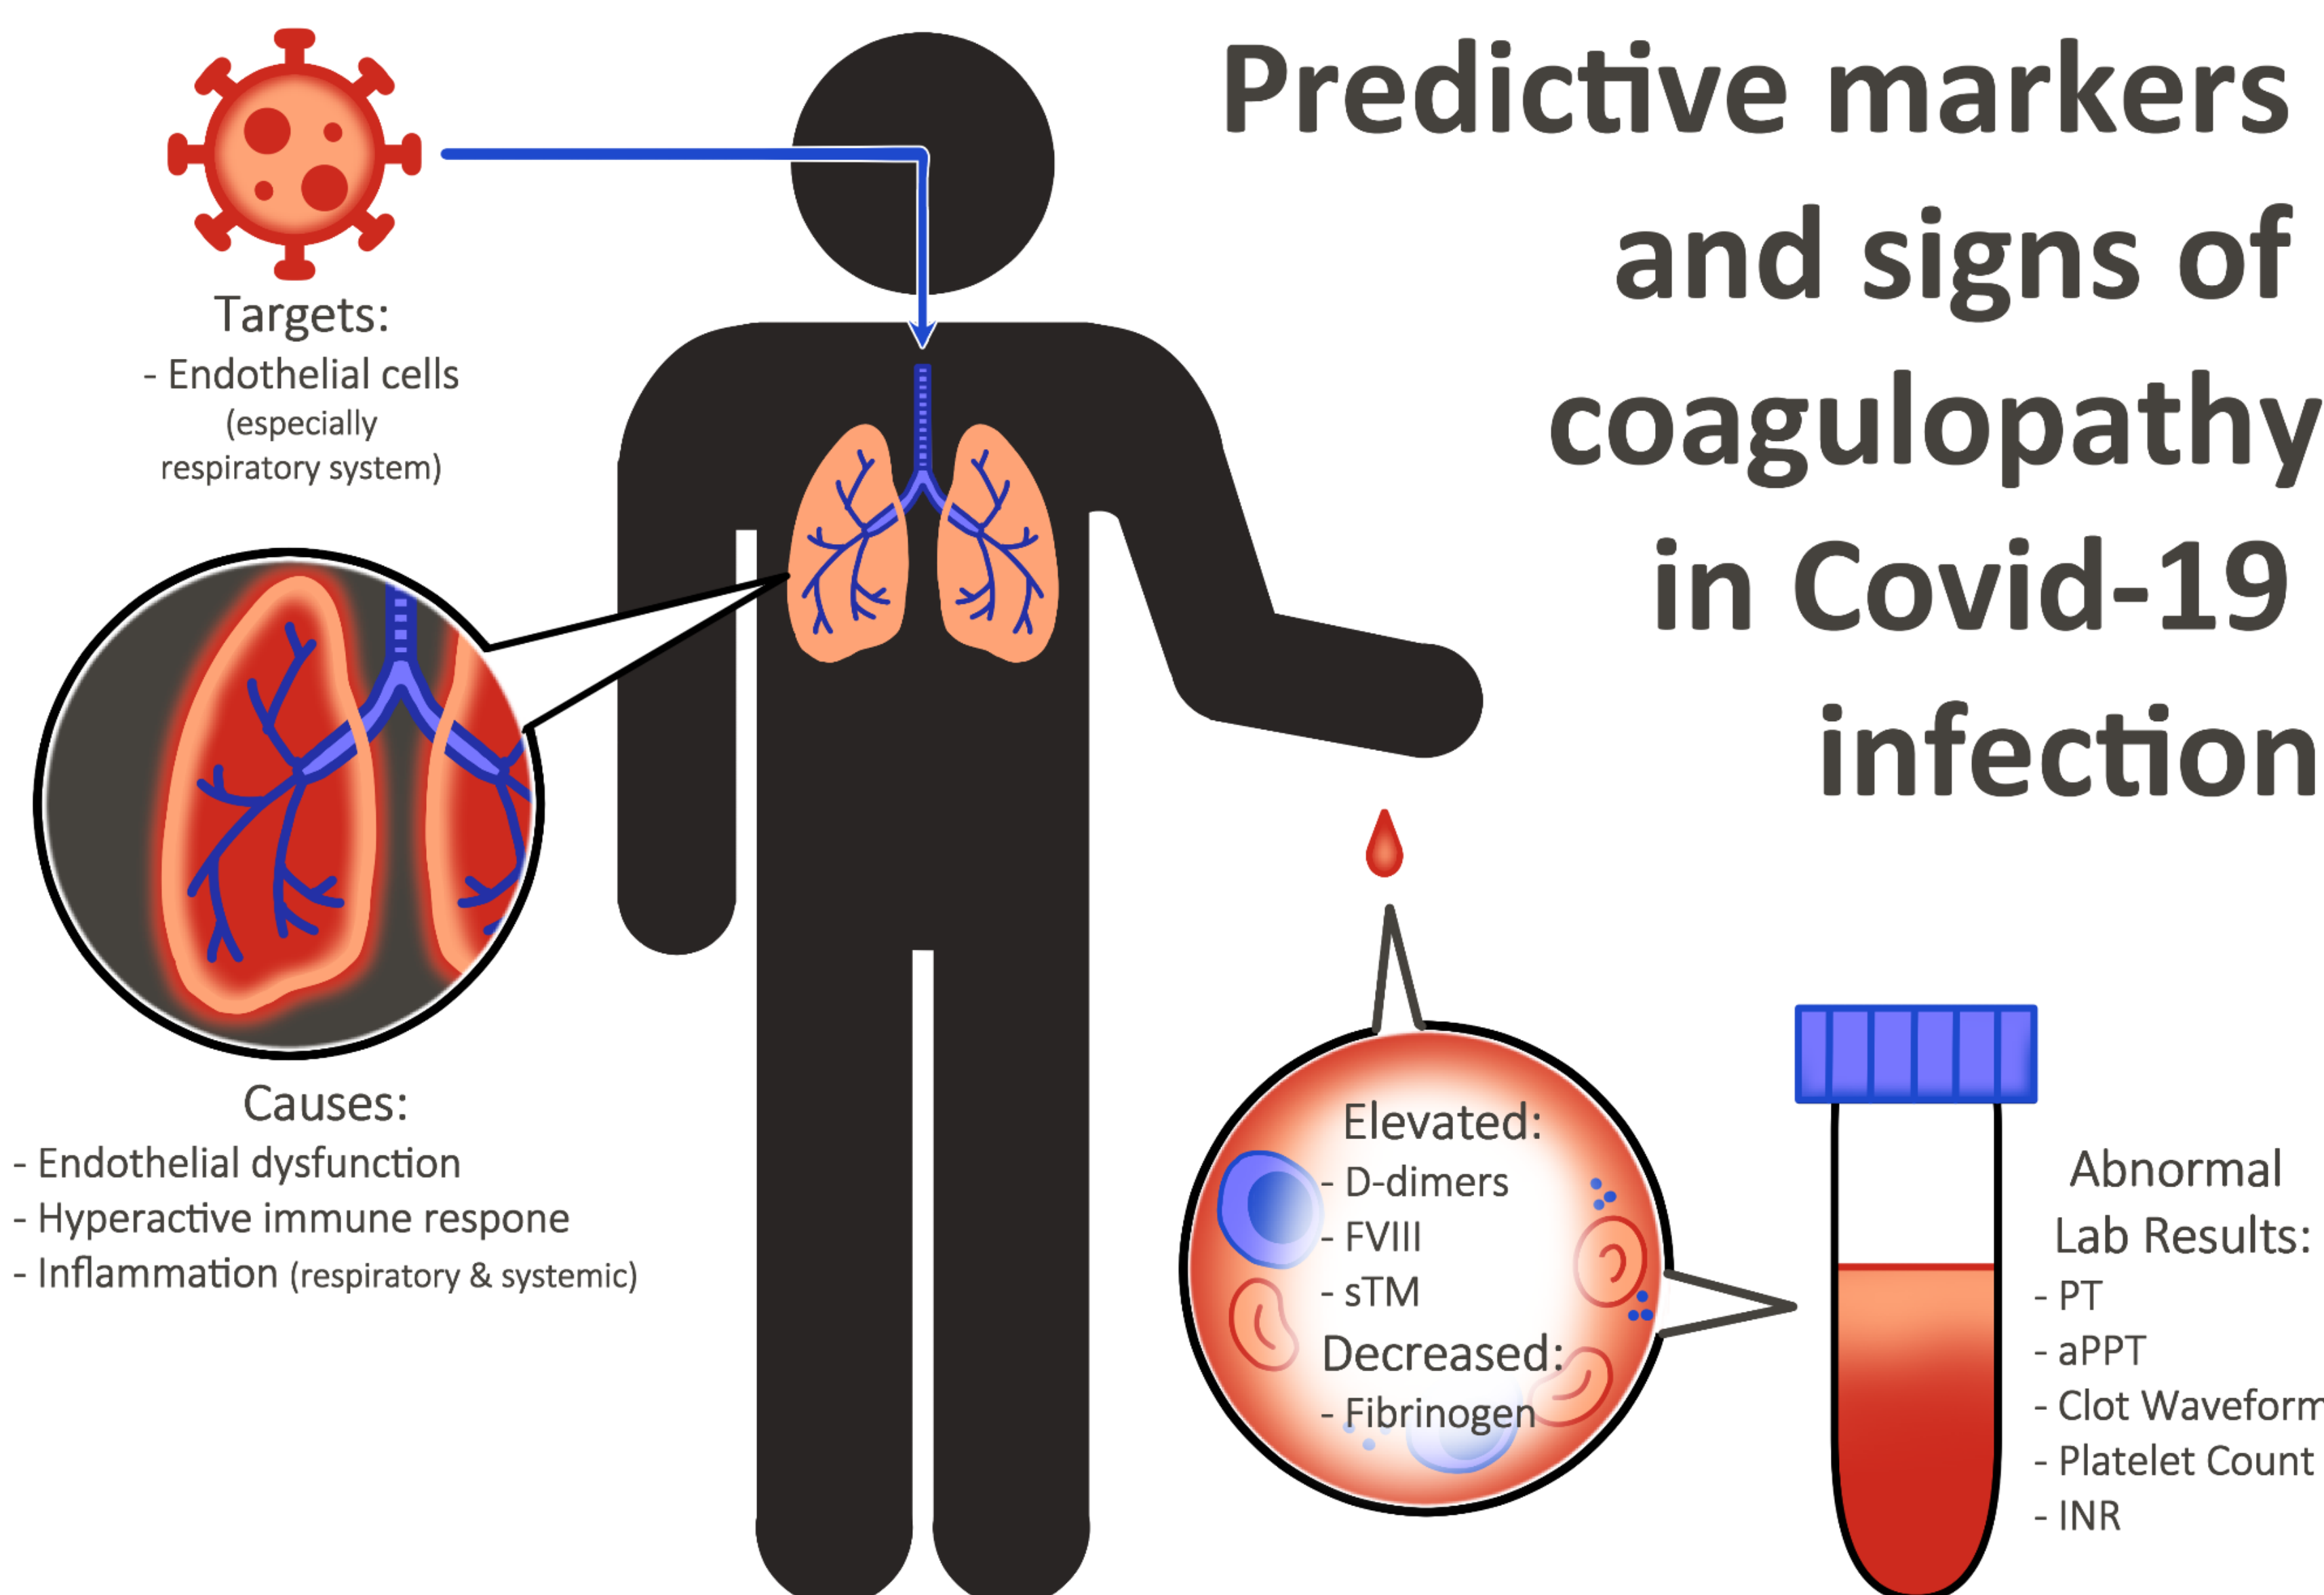 Predictive markers
and signs of
coagulopathy
in Covid-19
infection
Targets:
- Endothelial cells
(especially
respiratory system)
Causes:
- Endothelial dysfunction
- Hyperactive immune respone
- Inflammation (respiratory & systemic)
Elevated:
- D-dimers
- FVIII
- sTM
Decreased:
- Fibrinogen
Abnormal
Lab Results:
- PT
- aPPT
- Clot Waveform
- Platelet Count
- INR